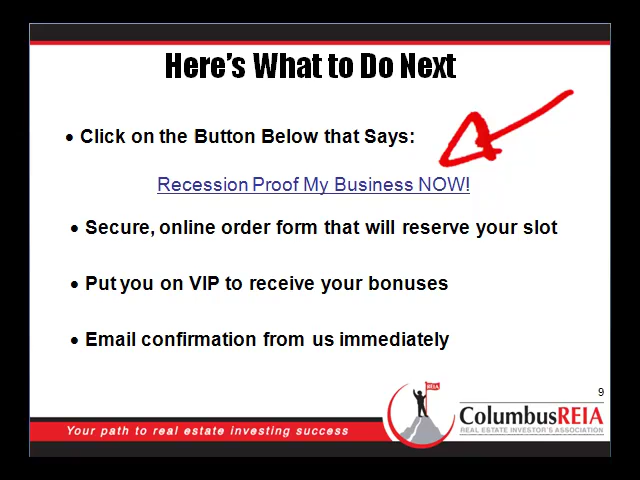 Here's What to Do Next
• Click on the Button Below that Says:
Recession Proof My Business NOW!
• Secure, online order form that will reserve your slot
• Put you on VIP to receive your bonuses
• Email confirmation from us immediately
9
REIA
ColumbusREIA
REAL ESTATE INVESTOR'S ASSOCIATION
Your path to real estate investing success